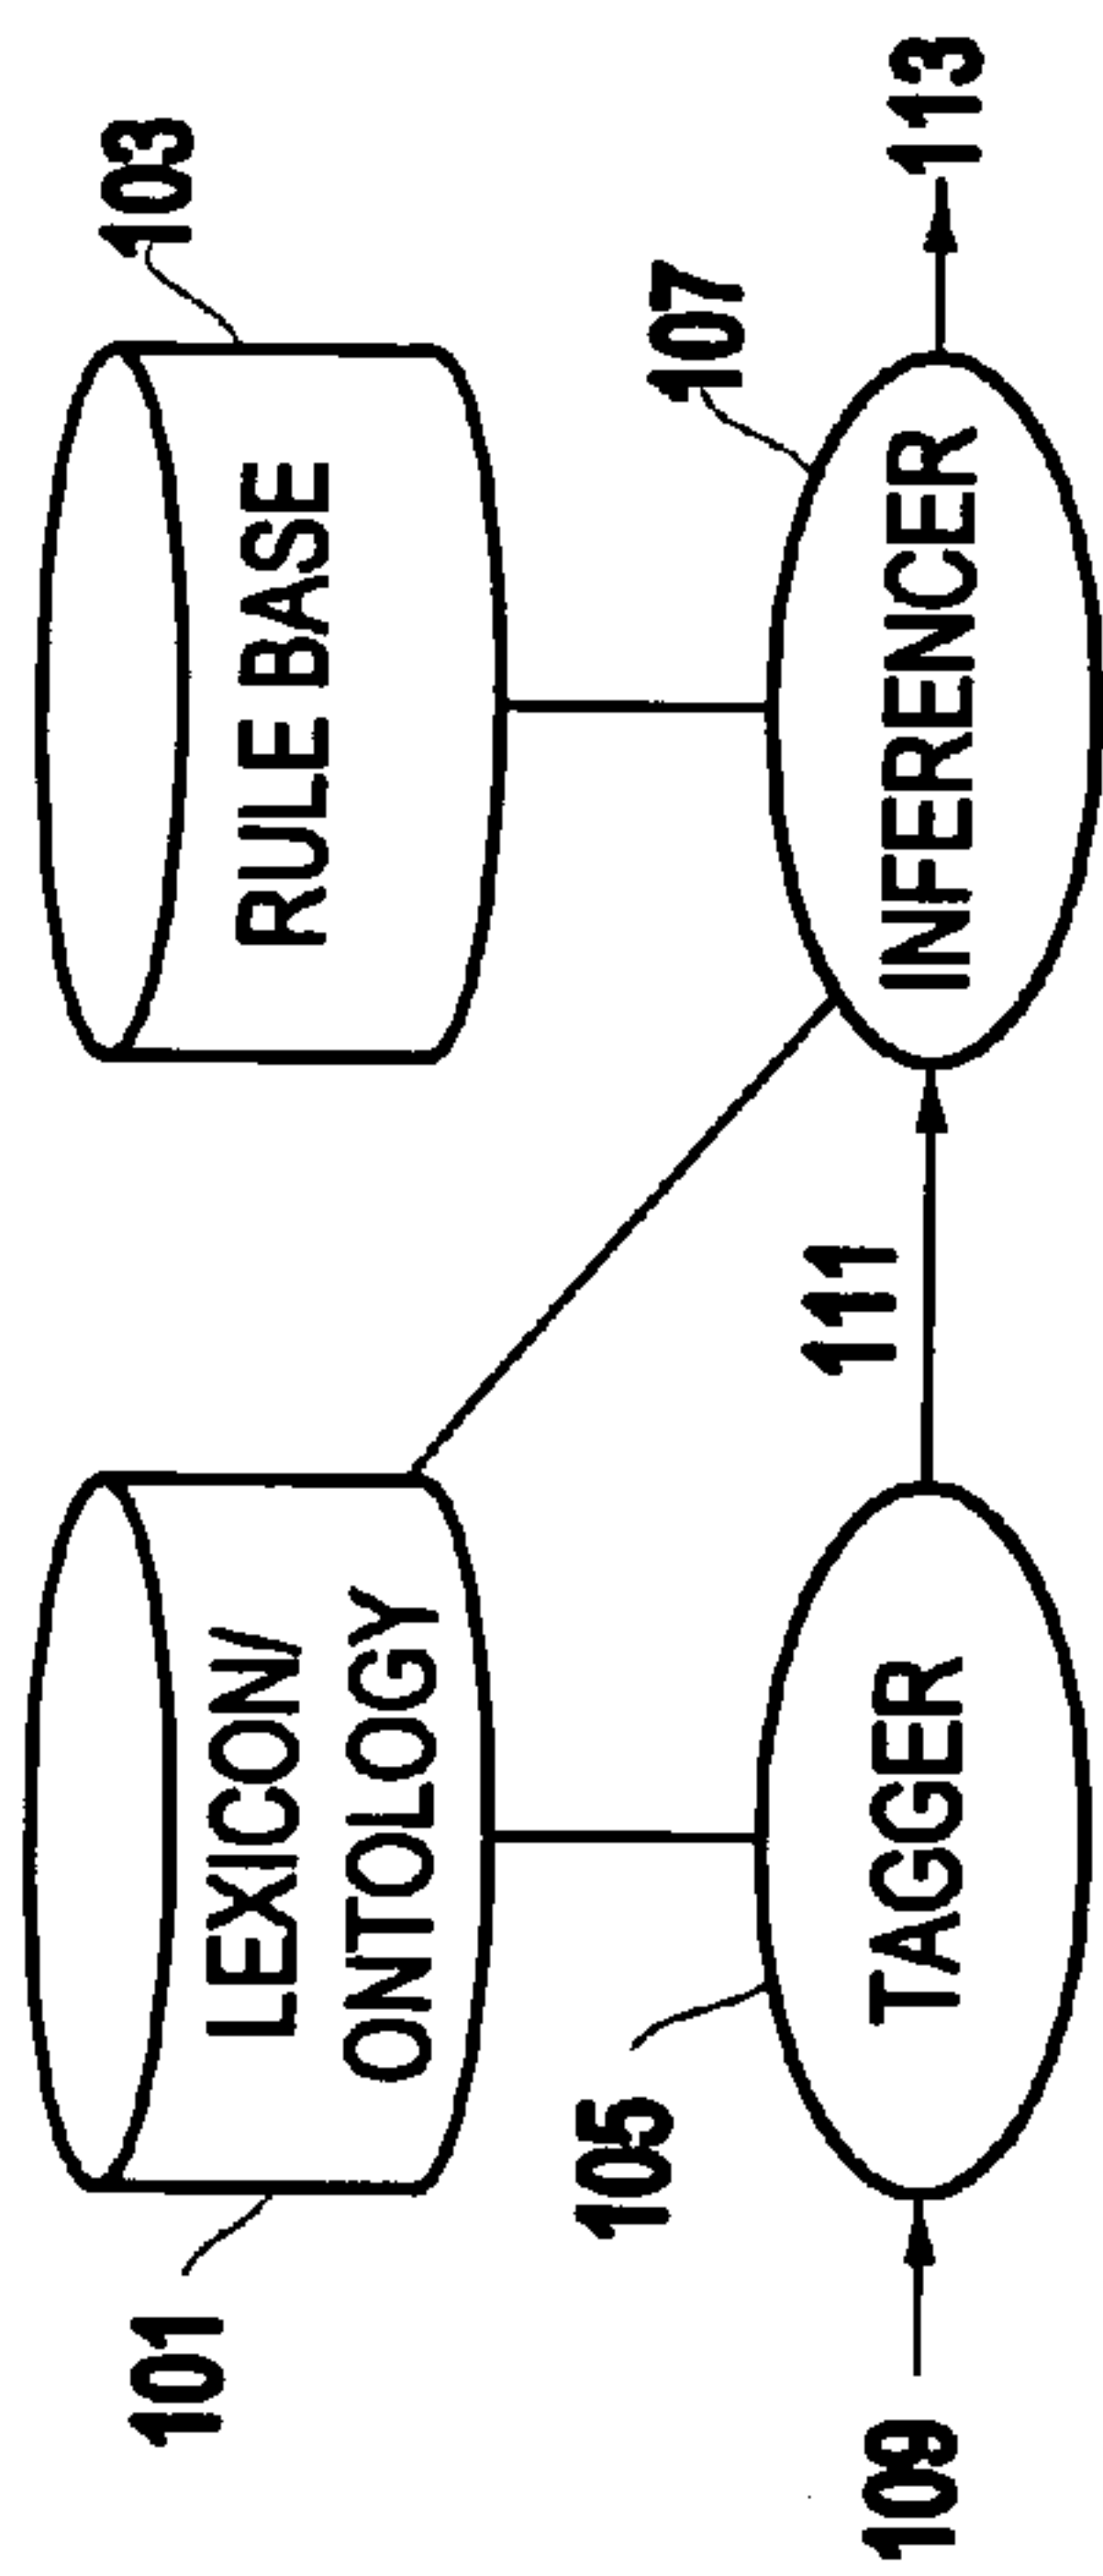 101
LEXICON/
ONTOLOGY
103
RULE BASE
105
TAGGER
107
INFERENCER
109
111
113